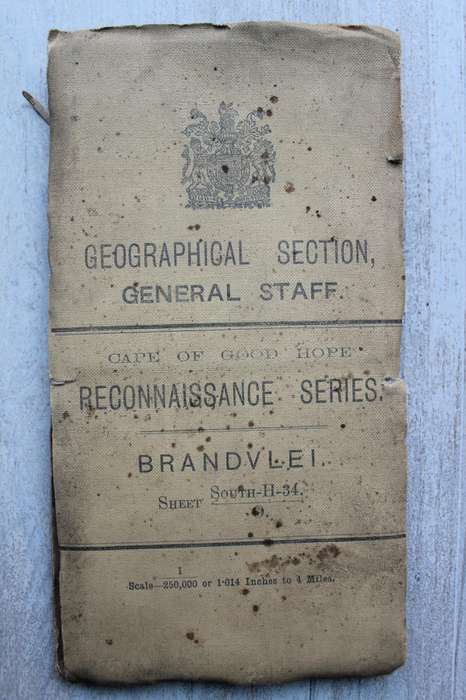 GEOGRAPHICAL SECTION,
GENERAL STAFF.
CAPE OF GOOD HOPE
RECONNAISSANCE SERIES.
BRANDVLEI.
SHEET SOUTH-H-34.
1
Scale—250,000 or 1·014 Inches to 4 Miles.